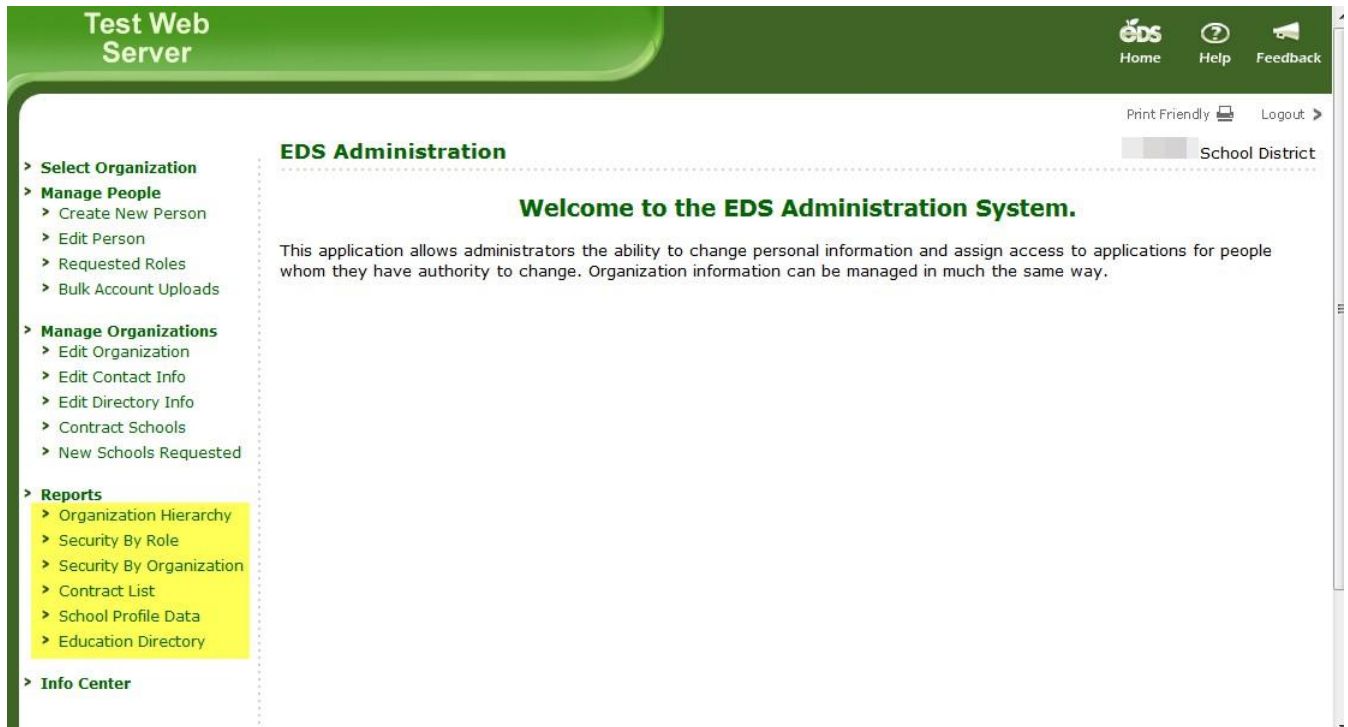 Test Web
Server
eDS
Home
Help
Feedback
Print Friendly
Logout >
School District
EDS Administration
> Select Organization
> Manage People
> Create New Person
> Edit Person
> Requested Roles
> Bulk Account Uploads
> Manage Organizations
> Edit Organization
> Edit Contact Info
> Edit Directory Info
> Contract Schools
> New Schools Requested
> Reports
> Organization Hierarchy
> Security By Role
> Security By Organization
> Contract List
> School Profile Data
> Education Directory
> Info Center
Welcome to the EDS Administration System.
This application allows administrators the ability to change personal information and assign access to applications for people
whom they have authority to change. Organization information can be managed in much the same way.